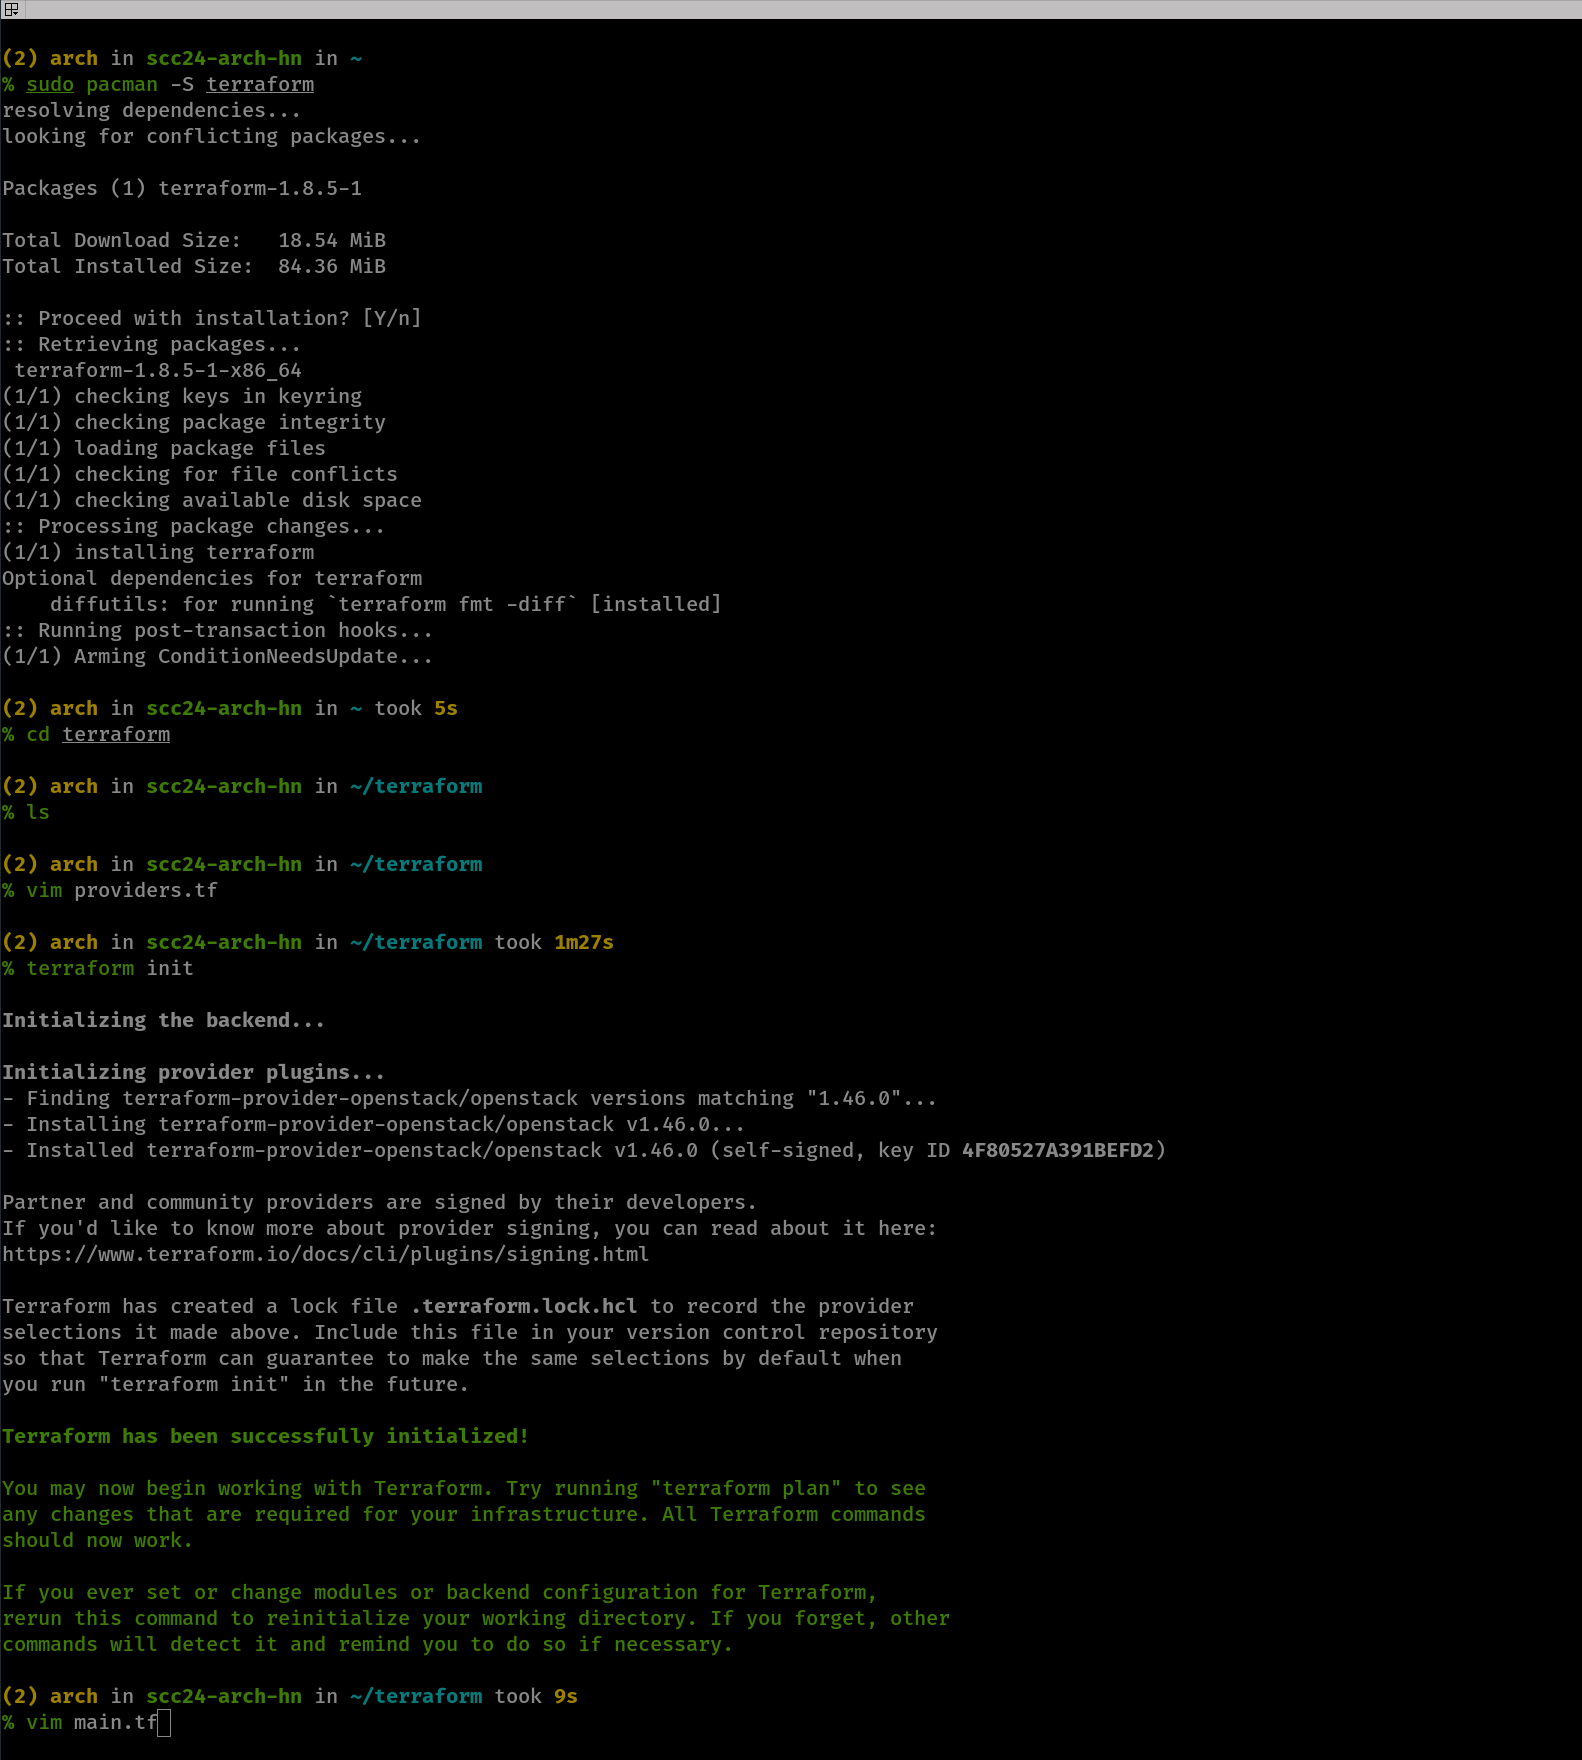 (2) arch in scc24-arch-hn in ~
% sudo pacman -S terraform
resolving dependencies...
looking for conflicting packages...
Packages (1) terraform-1.8.5-1
Total Download Size:   18.54 MiB
Total Installed Size:  84.36 MiB
:: Proceed with installation? [Y/n]
:: Retrieving packages...
 terraform-1.8.5-1-x86_64
(1/1) checking keys in keyring
(1/1) checking package integrity
(1/1) loading package files
(1/1) checking for file conflicts
(1/1) checking available disk space
:: Processing package changes...
(1/1) installing terraform
Optional dependencies for terraform
    diffutils: for running `terraform fmt -diff` [installed]
:: Running post-transaction hooks...
(1/1) Arming ConditionNeedsUpdate...
(2) arch in scc24-arch-hn in ~ took 5s
% cd terraform
(2) arch in scc24-arch-hn in ~/terraform
% ls
(2) arch in scc24-arch-hn in ~/terraform
% vim providers.tf
(2) arch in scc24-arch-hn in ~/terraform took 1m27s
% terraform init
Initializing the backend...
Initializing provider plugins...
- Finding terraform-provider-openstack/openstack versions matching "1.46.0"...
- Installing terraform-provider-openstack/openstack v1.46.0...
- Installed terraform-provider-openstack/openstack v1.46.0 (self-signed, key ID 4F80527A391BEFD2)
Partner and community providers are signed by their developers.
If you'd like to know more about provider signing, you can read about it here:
https://www.terraform.io/docs/cli/plugins/signing.html
Terraform has created a lock file .terraform.lock.hcl to record the provider
selections it made above. Include this file in your version control repository
so that Terraform can guarantee to make the same selections by default when
you run "terraform init" in the future.
Terraform has been successfully initialized!
You may now begin working with Terraform. Try running "terraform plan" to see
any changes that are required for your infrastructure. All Terraform commands
should now work.
If you ever set or change modules or backend configuration for Terraform,
rerun this command to reinitialize your working directory. If you forget, other
commands will detect it and remind you to do so if necessary.
(2) arch in scc24-arch-hn in ~/terraform took 9s
% vim main.tf